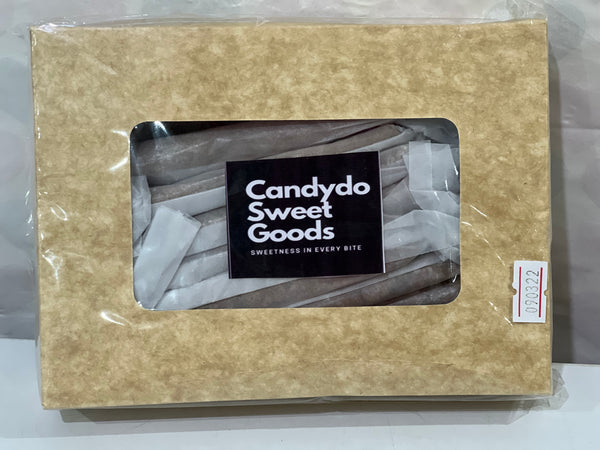 Candydo
Sweet
Goods
SWEETNESS IN EVERY BITE
090322